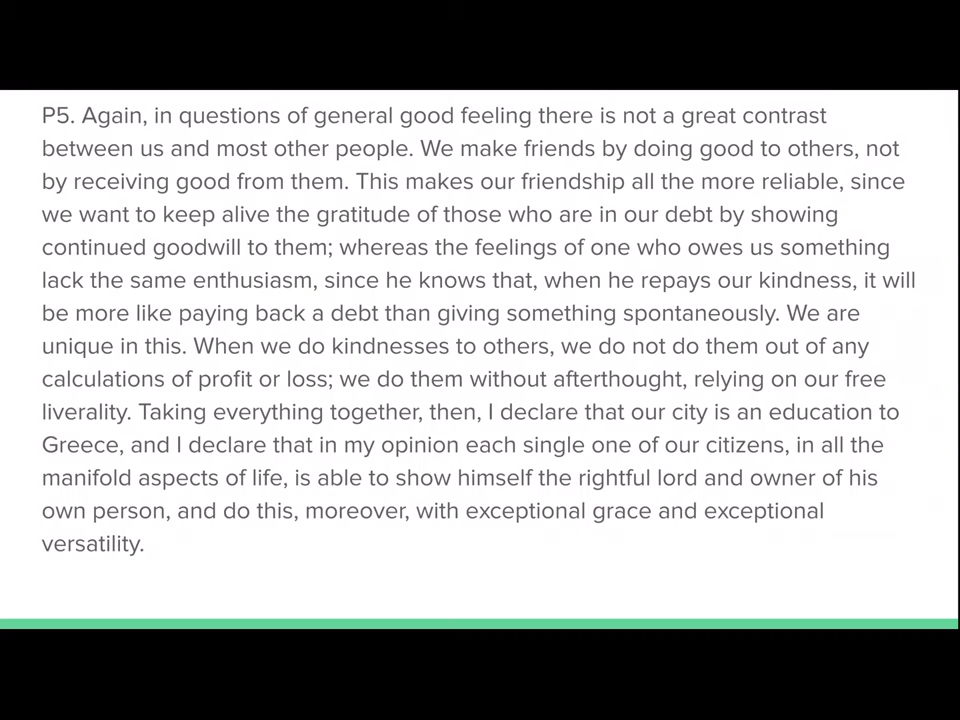 P5. Again, in questions of general good feeling there is not a great contrast
between us and most other people. We make friends by doing good to others, not
by receiving good from them. This makes our friendship all the more reliable, since
we want to keep alive the gratitude of those who are in our debt by showing
continued goodwill to them; whereas the feelings of one who owes us something
lack the same enthusiasm, since he knows that, when he repays our kindness, it will
be more like paying back a debt than giving something spontaneously. We are
unique in this. When we do kindnesses to others, we do not do them out of any
calculations of profit or loss; we do them without afterthought, relying on our free
liverality. Taking everything together, then, I declare that our city is an education to
Greece, and I declare that in my opinion each single one of our citizens, in all the
manifold aspects of life, is able to show himself the rightful lord and owner of his
own person, and do this, moreover, with exceptional grace and exceptional
versatility.